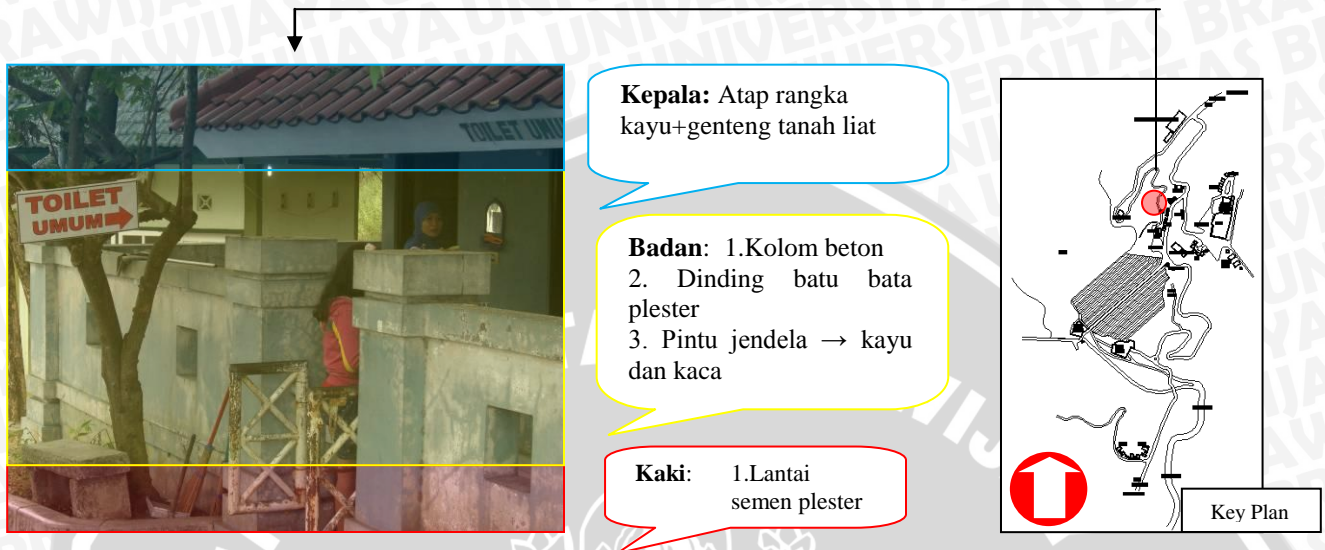 TOILET UMUM
TOILET
UMUM
Kepala: Atap rangka
kayu+genteng tanah liat
Badan: 1.Kolom beton
2. Dinding batu bata
plester
3. Pintu jendela → kayu
dan kaca
Kaki: 1.Lantai
semen plester
Key Plan